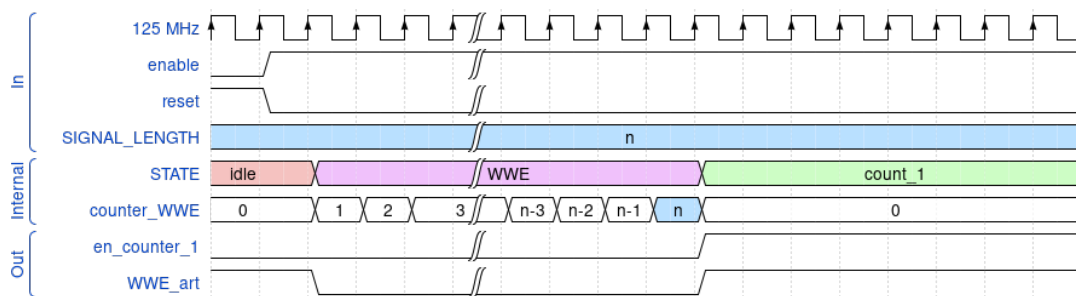 In
125 MHz
enable
reset
SIGNAL_LENGTH n
Internal
STATE idle WWE count_1
counter_WWE 0 1 2 3 n-3 n-2 n-1 n 0
Out
en_counter_1
WWE_art